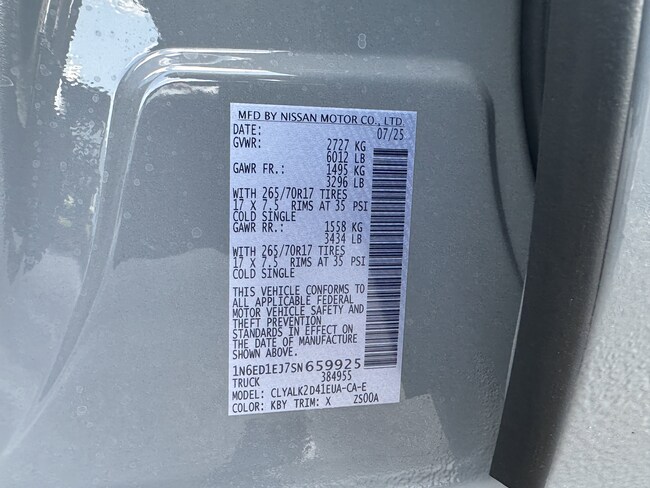 MFD BY NISSAN MOTOR CO., LTD.
DATE: 07/25
GVWR: 2727 KG
6012 LB
GAWR FR.: 1495 KG
3296 LB
WITH 265/70R17 TIRES
17 X 7.5 RIMS AT 35 PSI
COLD SINGLE
GAWR RR.: 1558 KG
3434 LB
WITH 265/70R17 TIRES
17 X 7.5 RIMS AT 35 PSI
COLD SINGLE
THIS VEHICLE CONFORMS TO
ALL APPLICABLE FEDERAL
MOTOR VEHICLE SAFETY AND
THEFT PREVENTION
STANDARDS IN EFFECT ON
THE DATE OF MANUFACTURE
SHOWN ABOVE.
1N6ED1EJ7SN659925
TRUCK 384955
MODEL: CLYALK2D41EUA-CA-E
COLOR: KBY TRIM: X ZS00A